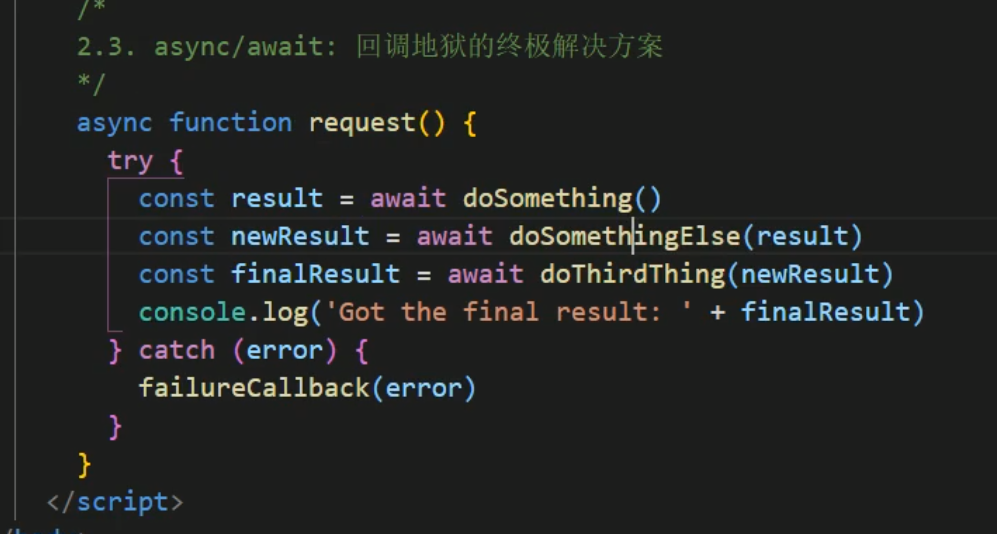 /*
2.3. async/await: 回调地狱的终极解决方案
*/
async function request() {
try {
const result = await doSomething()
const newResult = await doSomethingElse(result)
const finalResult = await doThirdThing(newResult)
console.log('Got the final result: ' + finalResult)
} catch (error) {
failureCallback(error)
}
}
</script>